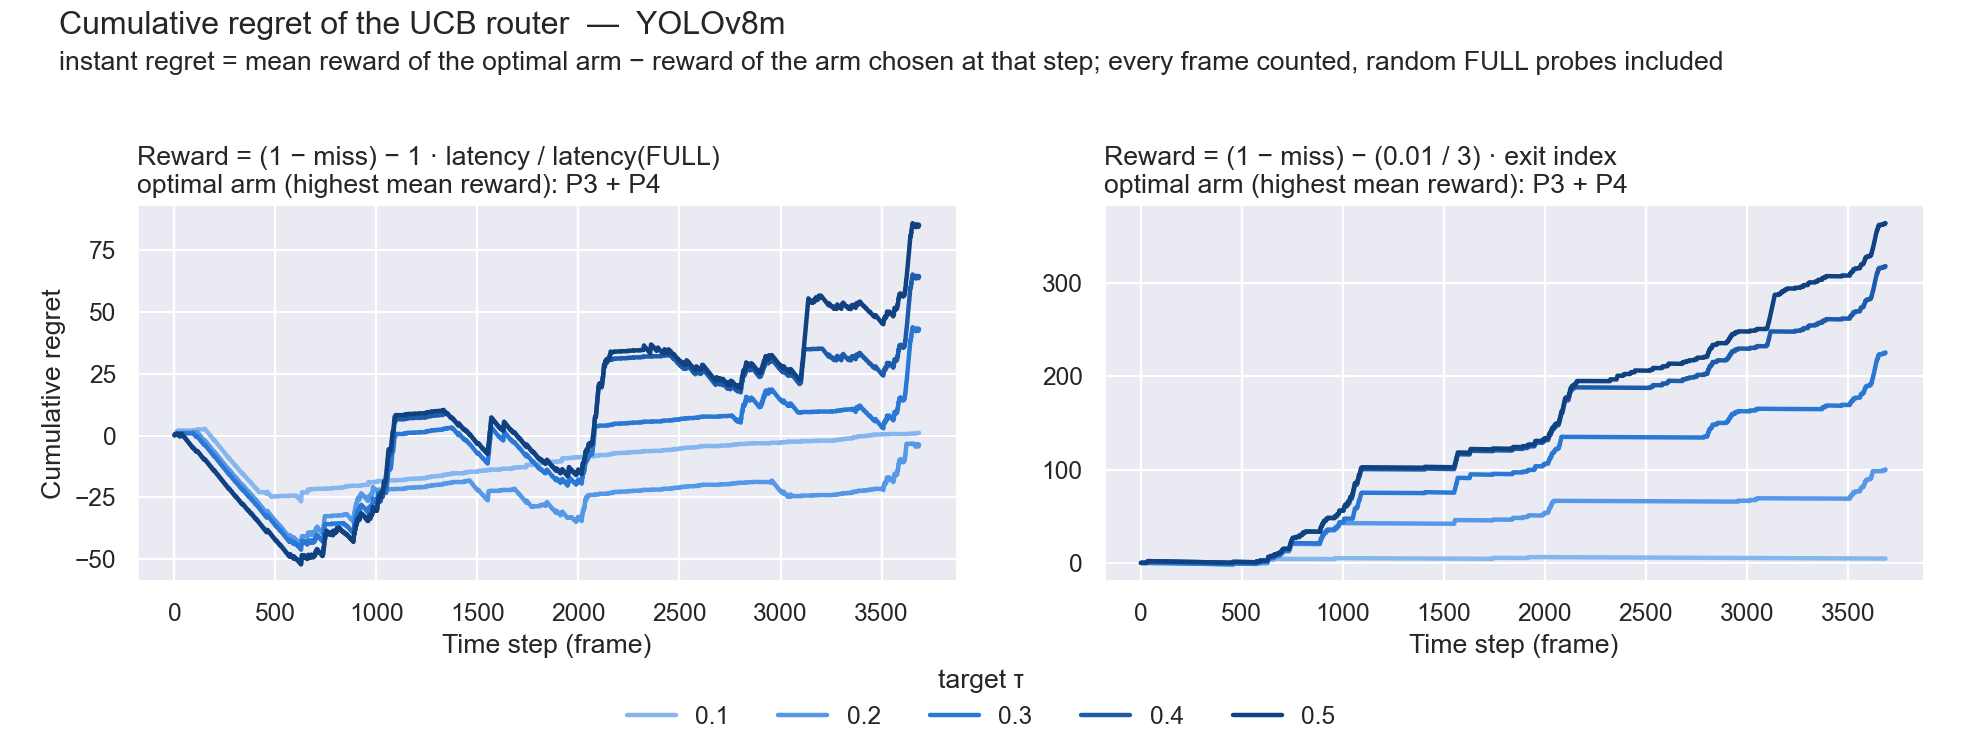 Cumulative regret of the UCB router — YOLOv8m
instant regret = mean reward of the optimal arm − reward of the arm chosen at that step; every frame counted, random FULL probes included
Reward = (1 − miss) − 1 · latency / latency(FULL)
optimal arm (highest mean reward): P3 + P4
Cumulative regret
75
50
25
0
−25
−50
0 500 1000 1500 2000 2500 3000 3500
Time step (frame)
Reward = (1 − miss) − (0.01 / 3) · exit index
optimal arm (highest mean reward): P3 + P4
300
200
100
0
0 500 1000 1500 2000 2500 3000 3500
Time step (frame)
target τ
0.1 0.2 0.3 0.4 0.5